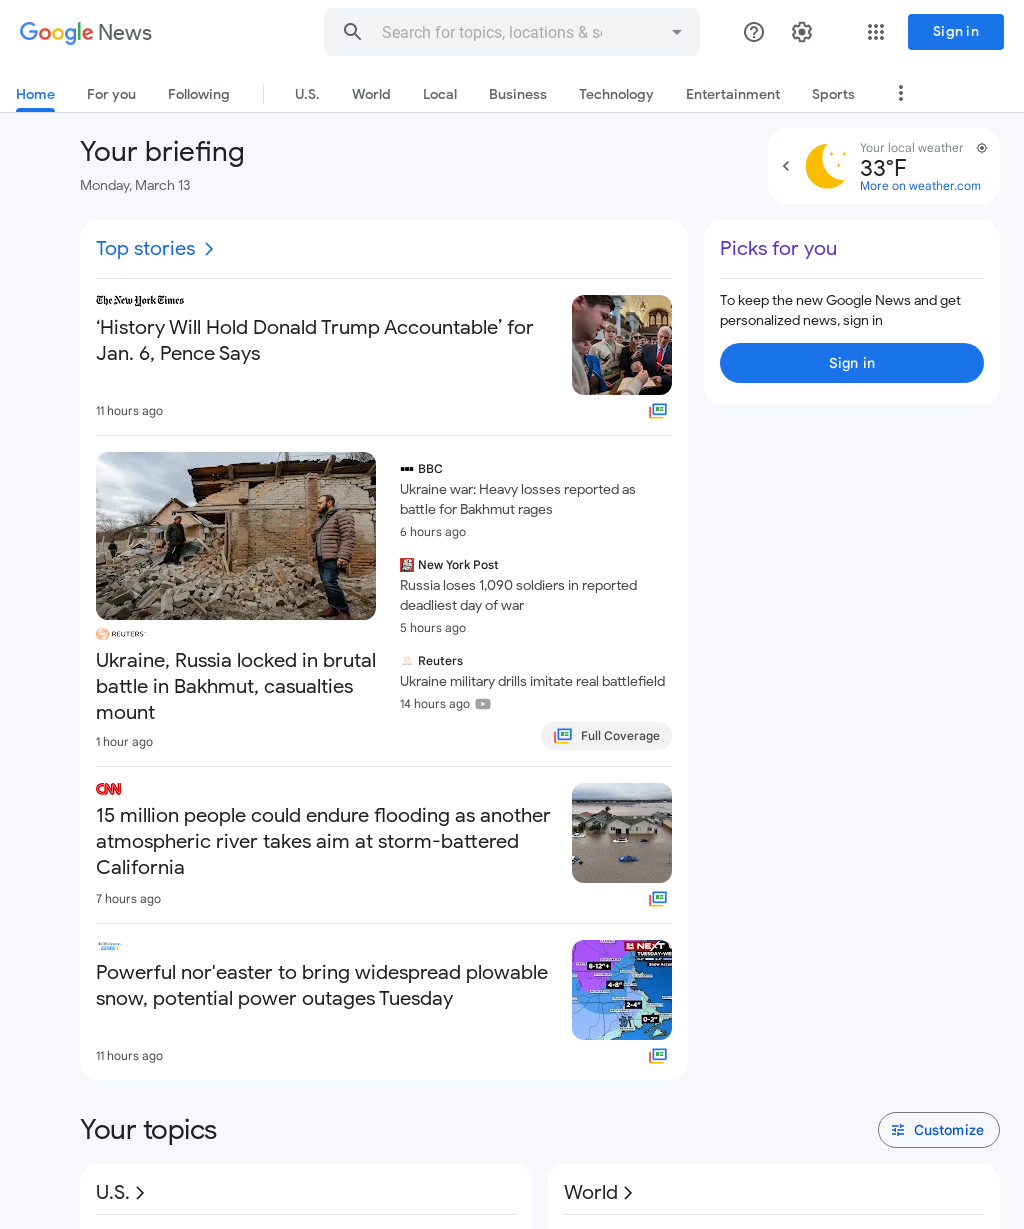 Google News
Search for topics, locations & s
Sign in
Home
For you
Following
U.S.
World
Local
Business
Technology
Entertainment
Sports
Your briefing
Monday, March 13
Your local weather
33°F
More on weather.com
Top stories
The New York Times
‘History Will Hold Donald Trump Accountable’ for
Jan. 6, Pence Says
11 hours ago
REUTERS
Ukraine, Russia locked in brutal
battle in Bakhmut, casualties
mount
1 hour ago
BBC
Ukraine war: Heavy losses reported as
battle for Bakhmut rages
6 hours ago
New York Post
Russia loses 1,090 soldiers in reported
deadliest day of war
5 hours ago
Reuters
Ukraine military drills imitate real battlefield
14 hours ago
Full Coverage
CNN
15 million people could endure flooding as another
atmospheric river takes aim at storm-battered
California
7 hours ago
Powerful nor'easter to bring widespread plowable
snow, potential power outages Tuesday
NEXT
TUESDAY-WE
8-12"+
4-8"
2-4"
0-2"
11 hours ago
Picks for you
To keep the new Google News and get
personalized news, sign in
Sign in
Your topics
Customize
U.S.
World